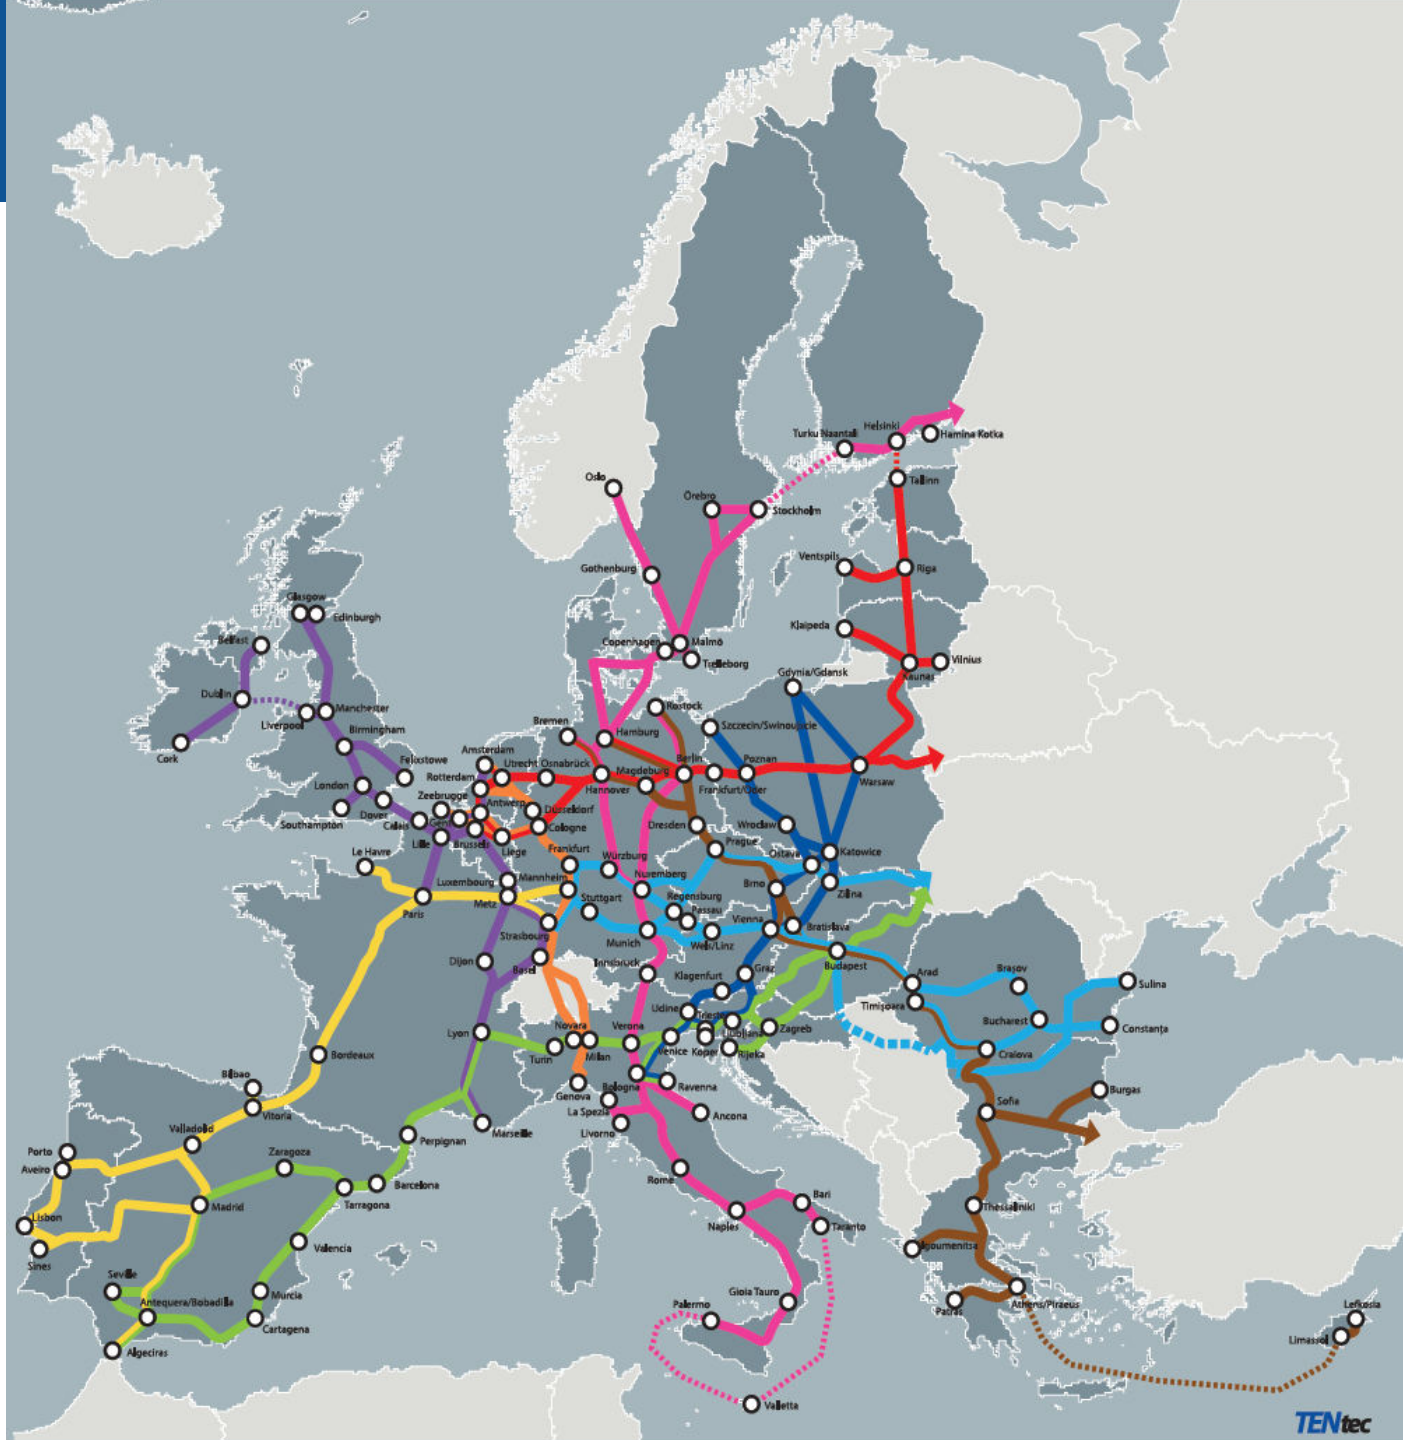 Helsinki
Turku Naantali
Hamina Kotka
Oslo
Tallinn
Örebro
Stockholm
Ventspils
Riga
Gothenburg
Glasgow
Edinburgh
Klaipeda
Belfast
Copenhagen
Malmö
Trelleborg
Vilnius
Kaunas
Gdynia/Gdansk
Dublin
Liverpool
Manchester
Rostock
Birmingham
Bremen
Hamburg
Szczecin/Swinoujscie
Cork
Felixstowe
Amsterdam
Utrecht
Osnabrück
Magdeburg
Berlin
Poznan
Warsaw
London
Rotterdam
Hannover
Frankfurt/Oder
Zeebrugge
Antwerp
Düsseldorf
Southampton
Dover
Calais
Cologne
Dresden
Wroclaw
Lille
Brussels
Liège
Le Havre
Frankfurt
Würzburg
Prague
Ostava
Katowice
Luxembourg
Mannheim
Nuremberg
Brno
Zilina
Paris
Metz
Stuttgart
Regensburg
Passau
Strasbourg
Munich
Wels/Linz
Vienna
Bratislava
Dijon
Basel
Innsbruck
Klagenfurt
Graz
Budapest
Arad
Brasov
Sulina
Timişoara
Udine
Trieste
Ljubljana
Zagreb
Bucharest
Constanţa
Lyon
Novara
Verona
Turin
Milan
Venice
Koper
Rijeka
Craiova
Bordeaux
Bilbao
Vitoria
Genova
Bologna
Ravenna
La Spezia
Ancona
Livorno
Sofia
Burgas
Valladolid
Marseille
Perpignan
Porto
Aveiro
Zaragoza
Barcelona
Tarragona
Madrid
Rome
Bari
Naples
Taranto
Thessaliniki
Lisbon
Sines
Valencia
Igoumenitsa
Seville
Antequera/Bobadilla
Murcia
Cartagena
Gioia Tauro
Palermo
Patras
Athens/Piraeus
Lefkosia
Limassol
Algeciras
Valletta
TENtec